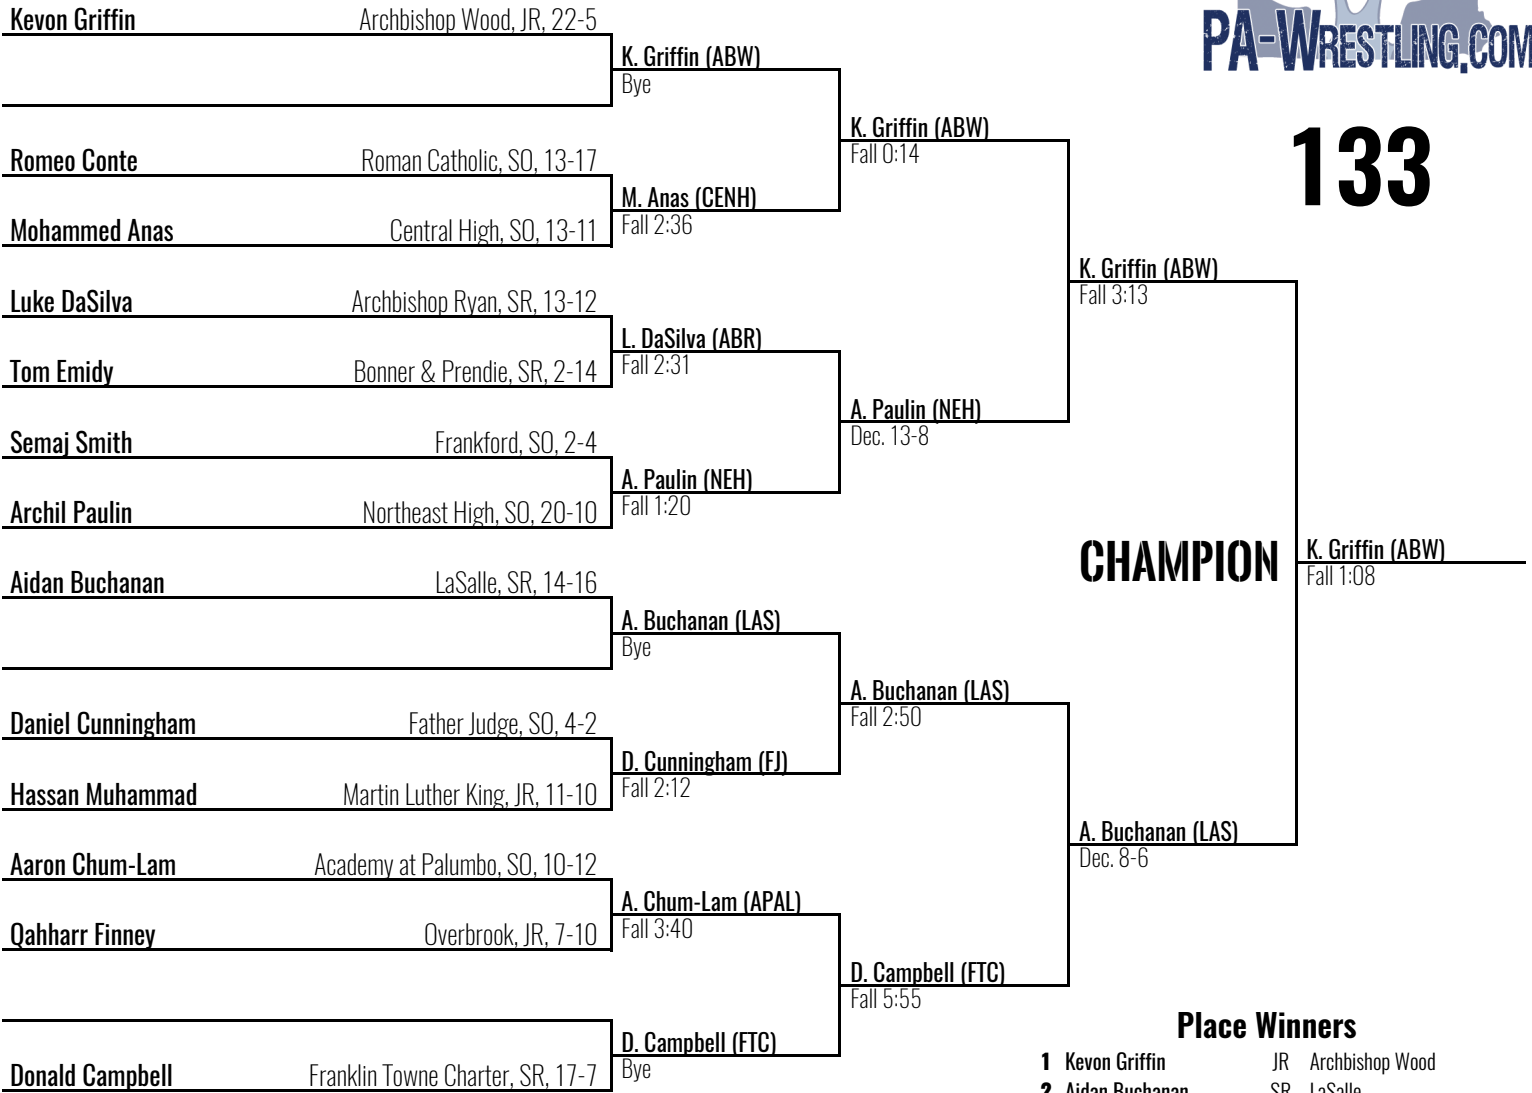 PA-WRESTLING.COM
133
Kevon Griffin Archbishop Wood, JR, 22-5
K. Griffin (ABW)
Bye
K. Griffin (ABW)
Fall 0:14
Romeo Conte Roman Catholic, SO, 13-17
M. Anas (CENH)
Fall 2:36
Mohammed Anas Central High, SO, 13-11
K. Griffin (ABW)
Fall 3:13
Luke DaSilva Archbishop Ryan, SR, 13-12
L. DaSilva (ABR)
Fall 2:31
Tom Emidy Bonner & Prendie, SR, 2-14
A. Paulin (NEH)
Dec. 13-8
Semaj Smith Frankford, SO, 2-4
A. Paulin (NEH)
Fall 1:20
Archil Paulin Northeast High, SO, 20-10
CHAMPION
K. Griffin (ABW)
Fall 1:08
Aidan Buchanan LaSalle, SR, 14-16
A. Buchanan (LAS)
Bye
A. Buchanan (LAS)
Fall 2:50
Daniel Cunningham Father Judge, SO, 4-2
D. Cunningham (FJ)
Fall 2:12
Hassan Muhammad Martin Luther King, JR, 11-10
A. Buchanan (LAS)
Dec. 8-6
Aaron Chum-Lam Academy at Palumbo, SO, 10-12
A. Chum-Lam (APAL)
Fall 3:40
Qahharr Finney Overbrook, JR, 7-10
D. Campbell (FTC)
Fall 5:55
D. Campbell (FTC)
Bye
Donald Campbell Franklin Towne Charter, SR, 17-7
Place Winners
1 Kevon Griffin JR Archbishop Wood
2 Aidan Buchanan SR LaSalle